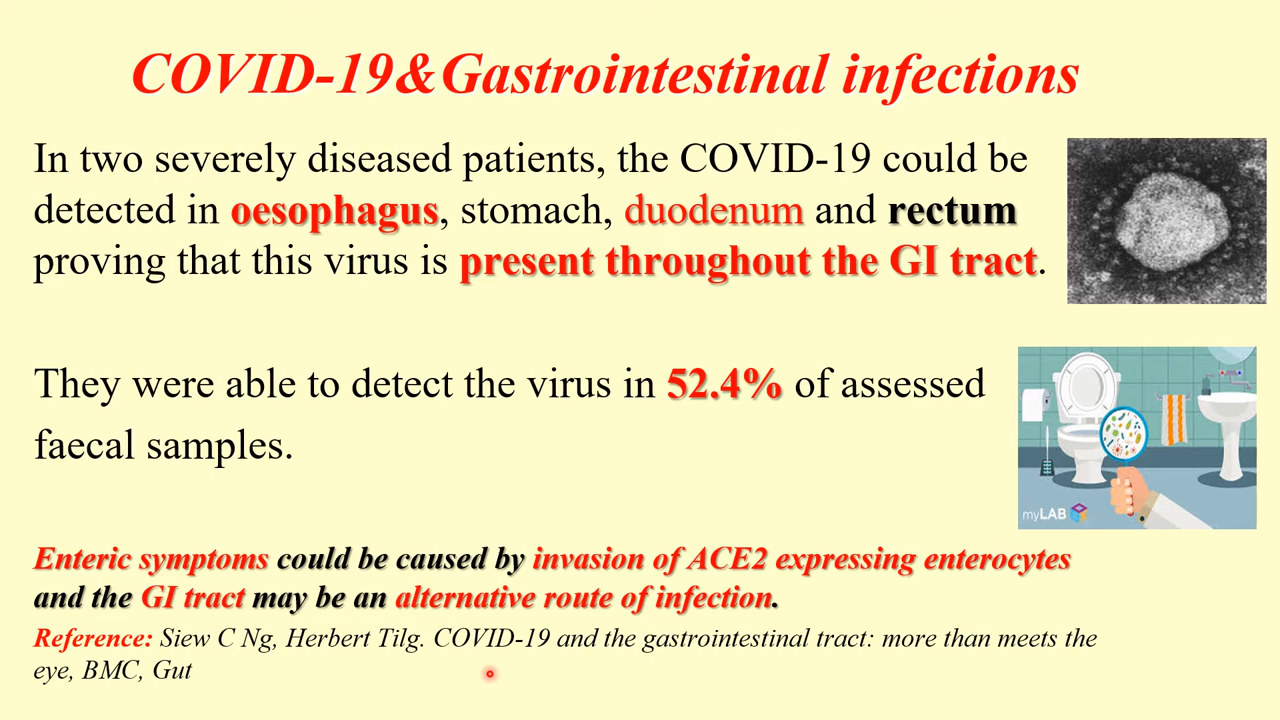 COVID-19&Gastrointestinal infections
In two severely diseased patients, the COVID-19 could be
detected in oesophagus, stomach, duodenum and rectum
proving that this virus is present throughout the GI tract.
They were able to detect the virus in 52.4% of assessed
faecal samples.
myLAB
Enteric symptoms could be caused by invasion of ACE2 expressing enterocytes
and the GI tract may be an alternative route of infection.
Reference: Siew C Ng, Herbert Tilg. COVID-19 and the gastrointestinal tract: more than meets the
eye, BMC, Gut